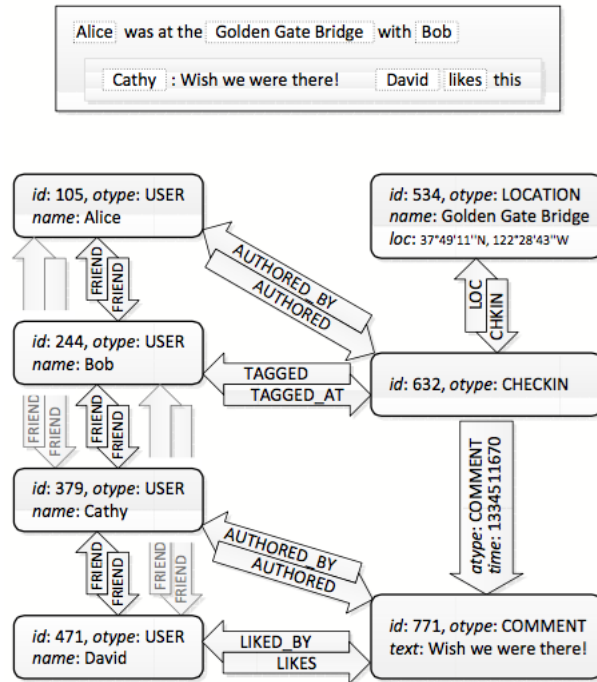 Alice was at the Golden Gate Bridge with Bob
Cathy : Wish we were there! David likes this
id: 105, otype: USER
name: Alice
id: 534, otype: LOCATION
name: Golden Gate Bridge
loc: 37°49'11"N, 122°28'43"W
FRIEND
FRIEND
AUTHORED_BY
AUTHORED
LOC
CHKIN
id: 244, otype: USER
name: Bob
TAGGED
TAGGED_AT
id: 632, otype: CHECKIN
FRIEND
FRIEND
FRIEND
FRIEND
atype: COMMENT
time: 1334511670
id: 379, otype: USER
name: Cathy
AUTHORED_BY
AUTHORED
FRIEND
FRIEND
FRIEND
FRIEND
id: 471, otype: USER
name: David
LIKED_BY
LIKES
id: 771, otype: COMMENT
text: Wish we were there!